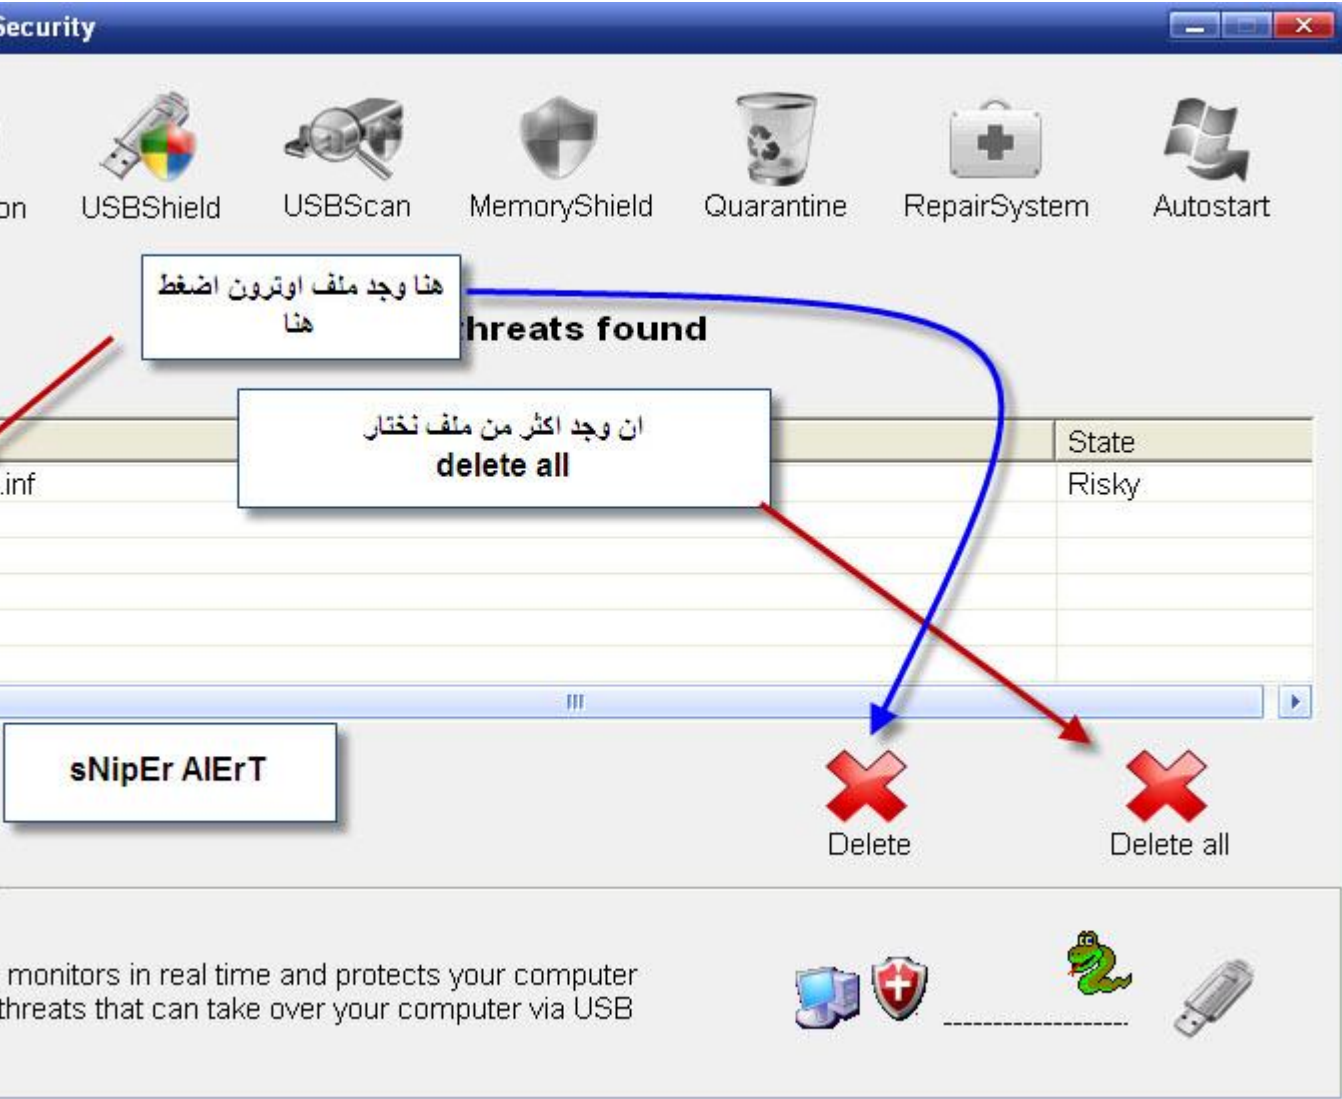 Security
on
USBShield
USBScan
MemoryShield
Quarantine
RepairSystem
Autostart
هنا وجد ملف اوترون اضغط
هنا
threats found
ان وجد اكثر من ملف نختار
delete all
State
.inf
Risky
sNipEr AlErT
Delete
Delete all
monitors in real time and protects your computer
threats that can take over your computer via USB